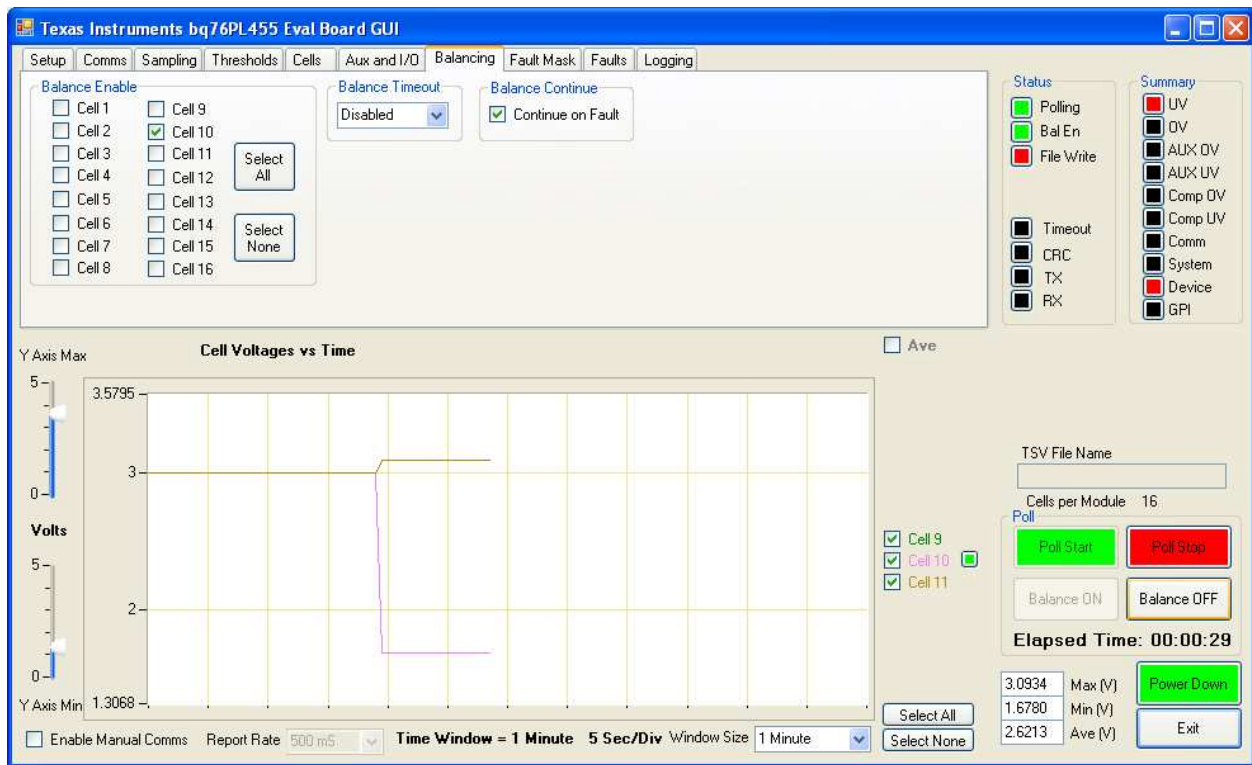 Texas Instruments bq76PL455 Eval Board GUI
Setup Comms Sampling Thresholds Cells Aux and I/O Balancing Fault Mask Faults Logging
Balance Enable
Cell 1
Cell 2
Cell 3
Cell 4
Cell 5
Cell 6
Cell 7
Cell 8
Cell 9
Cell 10
Cell 11
Cell 12
Cell 13
Cell 14
Cell 15
Cell 16
Select
All
Select
None
Balance Timeout
Disabled
Balance Continue
Continue on Fault
Status
Polling
Bal En
File Write
Timeout
CRC
TX
RX
Summary
UV
OV
AUX OV
AUX UV
Comp OV
Comp UV
Comm
System
Device
GPI
Y Axis Max
5
0
Volts
5
0
Y Axis Min
Cell Voltages vs Time
Ave
3.5795
3
2
1.3068
Cell 9
Cell 10
Cell 11
Select All
Select None
TSV File Name
Cells per Module 16
Poll
Poll Start
Poll Stop
Balance ON
Balance OFF
Elapsed Time: 00:00:29
3.0934 Max (V)
1.6780 Min (V)
2.6213 Ave (V)
Power Down
Exit
Enable Manual Comms Report Rate 500 mS Time Window = 1 Minute 5 Sec/Div Window Size 1 Minute